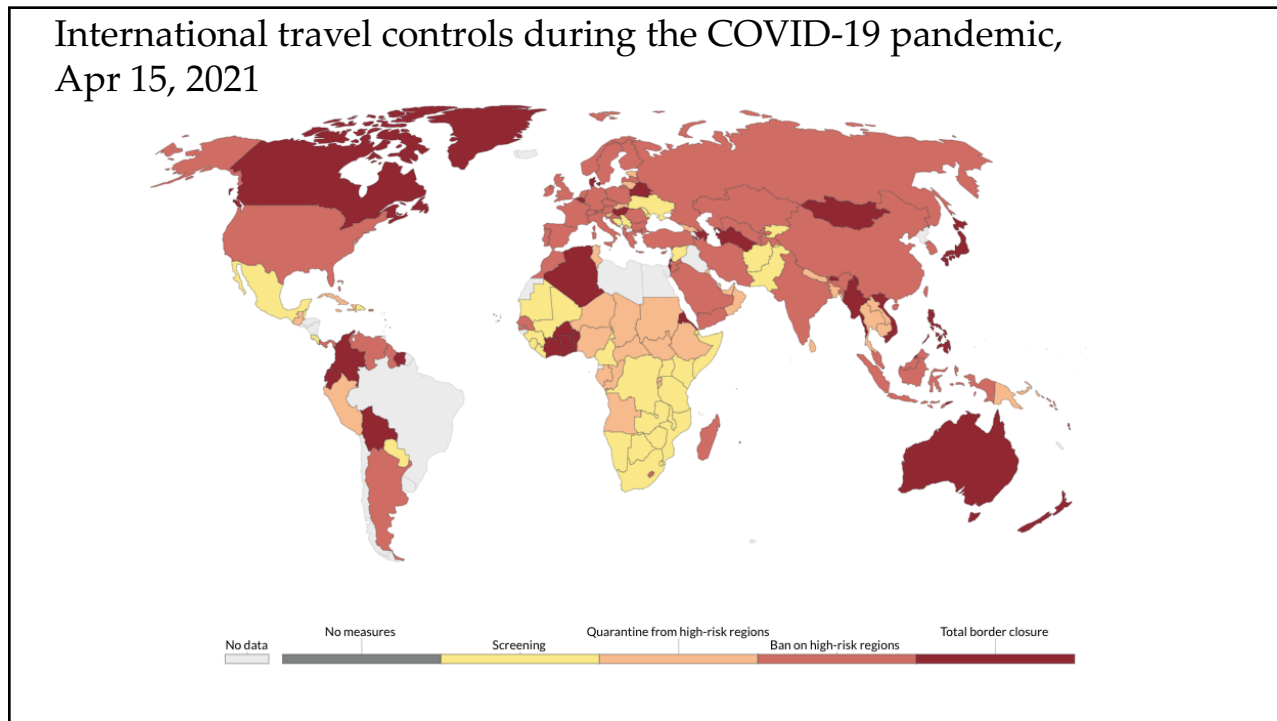 International travel controls during the COVID-19 pandemic,
Apr 15, 2021
No data
No measures
Screening
Quarantine from high-risk regions
Ban on high-risk regions
Total border closure